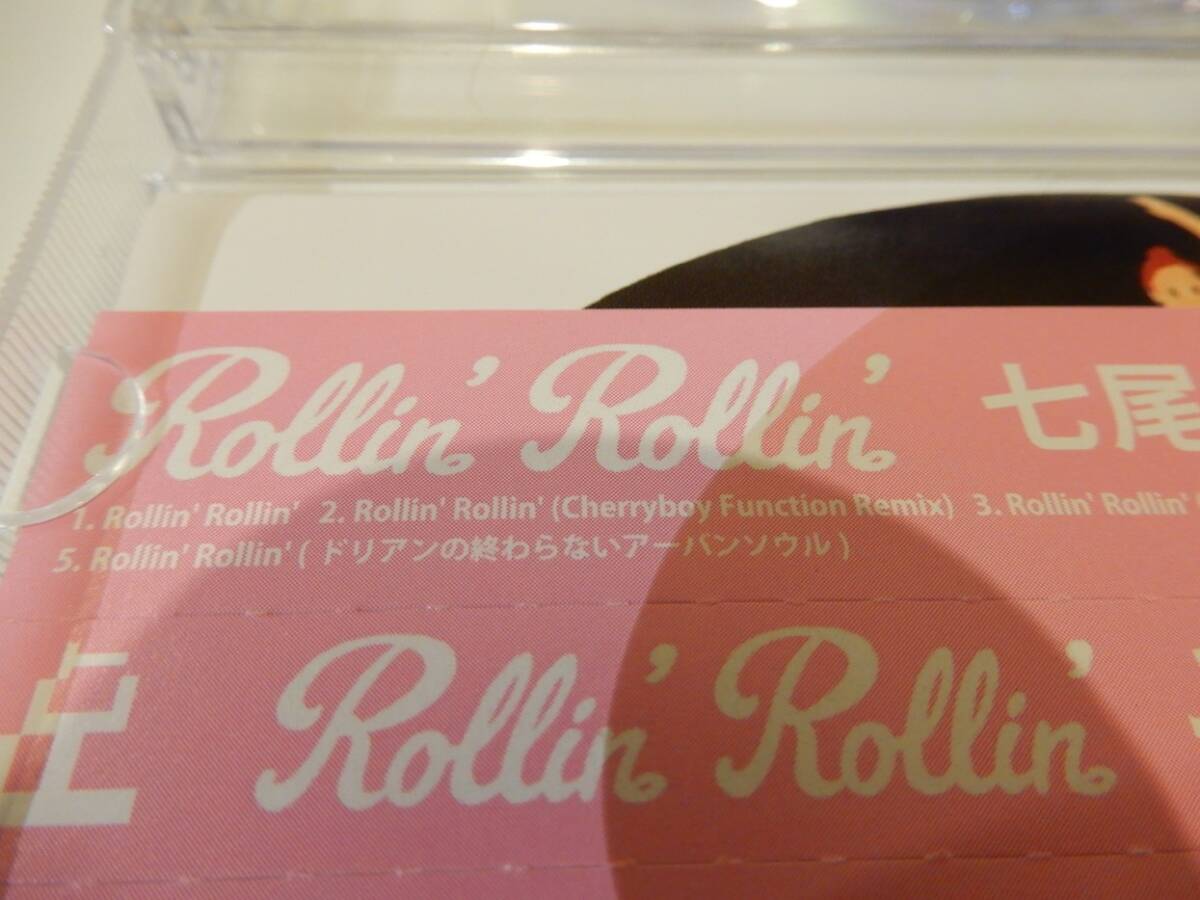 Rollin' Rollin' 七尾
1. Rollin' Rollin' 2. Rollin' Rollin' (Cherryboy Function Remix) 3. Rollin' Rollin'
5. Rollin' Rollin' ( ドリアンの終わらないアーバンソウル )
Rollin' Rollin'